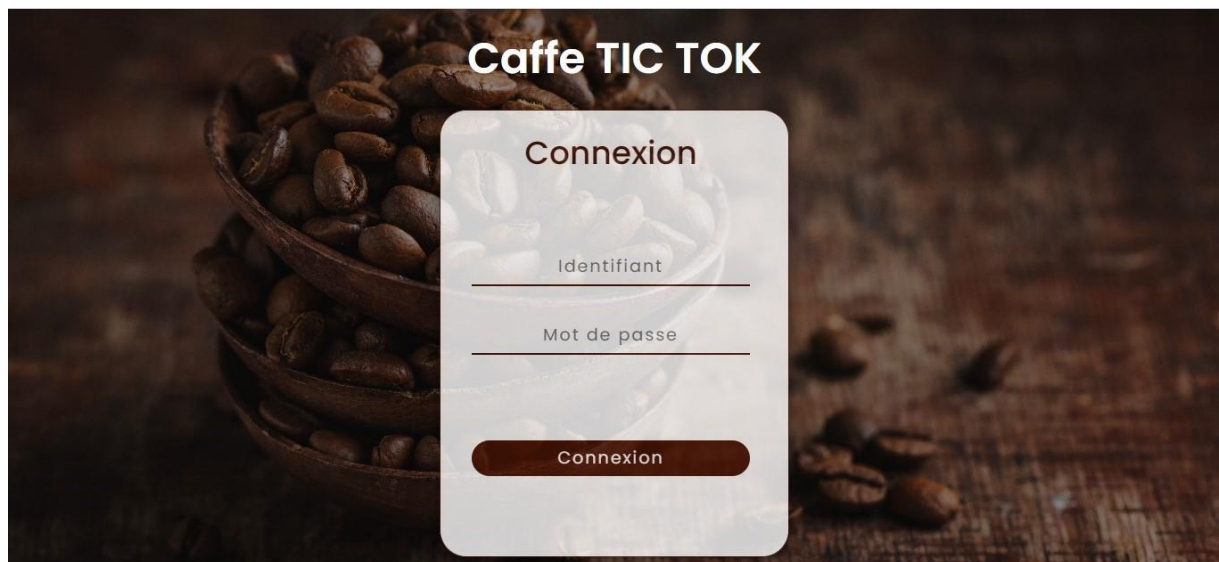 Caffe TIC TOK
Connexion
Identifiant
Mot de passe
Connexion